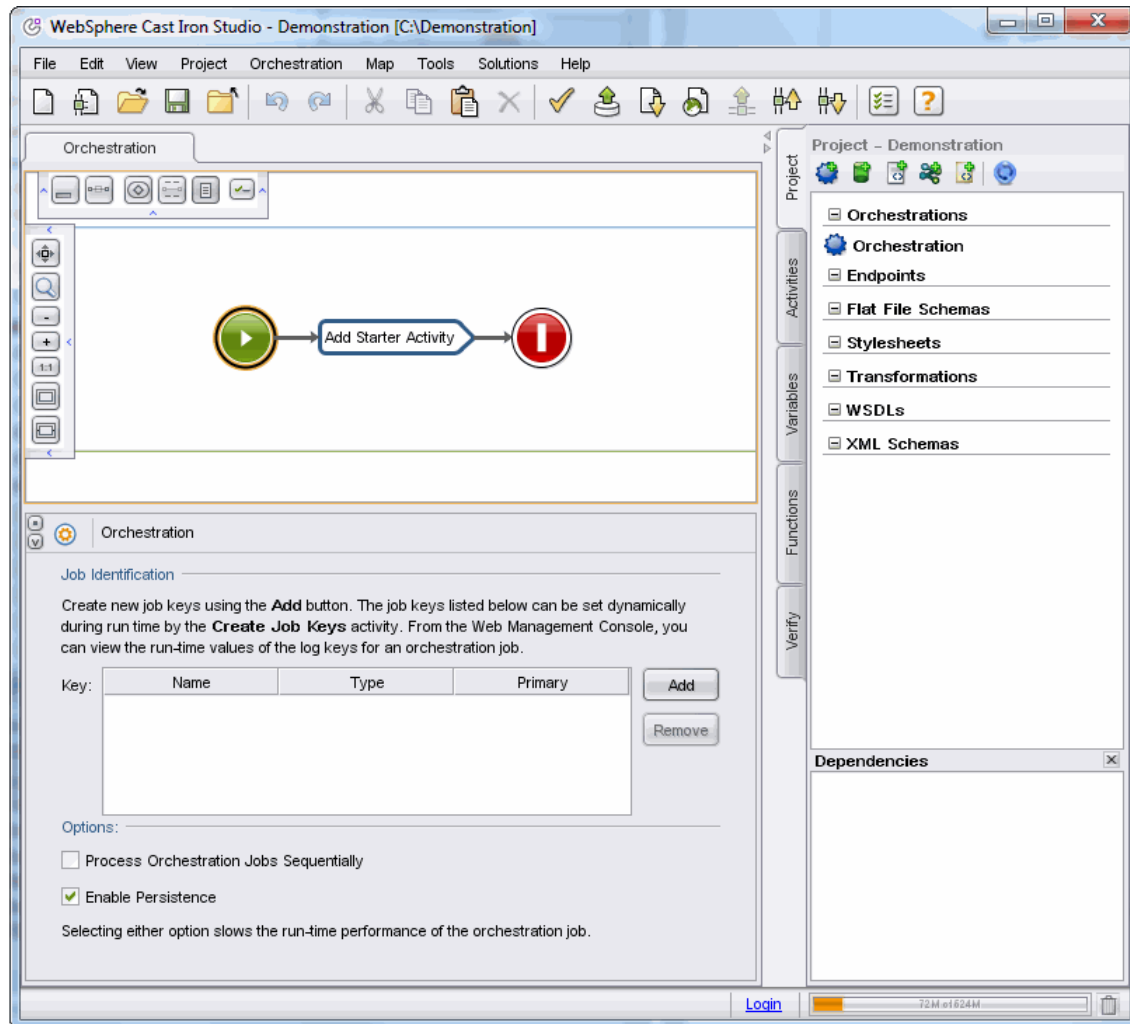 WebSphere Cast Iron Studio - Demonstration [C:\Demonstration]
File Edit View Project Orchestration Map Tools Solutions Help
Orchestration
Project
Activities
Variables
Functions
Verify
Project - Demonstration
Orchestrations
Orchestration
Endpoints
Flat File Schemas
Stylesheets
Transformations
WSDLs
XML Schemas
1:1
Add Starter Activity
Orchestration
Job Identification
Create new job keys using the Add button. The job keys listed below can be set dynamically
during run time by the Create Job Keys activity. From the Web Management Console, you
can view the run-time values of the log keys for an orchestration job.
Key: Name Type Primary Add
Remove
Options:
Process Orchestration Jobs Sequentially
Enable Persistence
Selecting either option slows the run-time performance of the orchestration job.
Dependencies
Login
72M of 524M